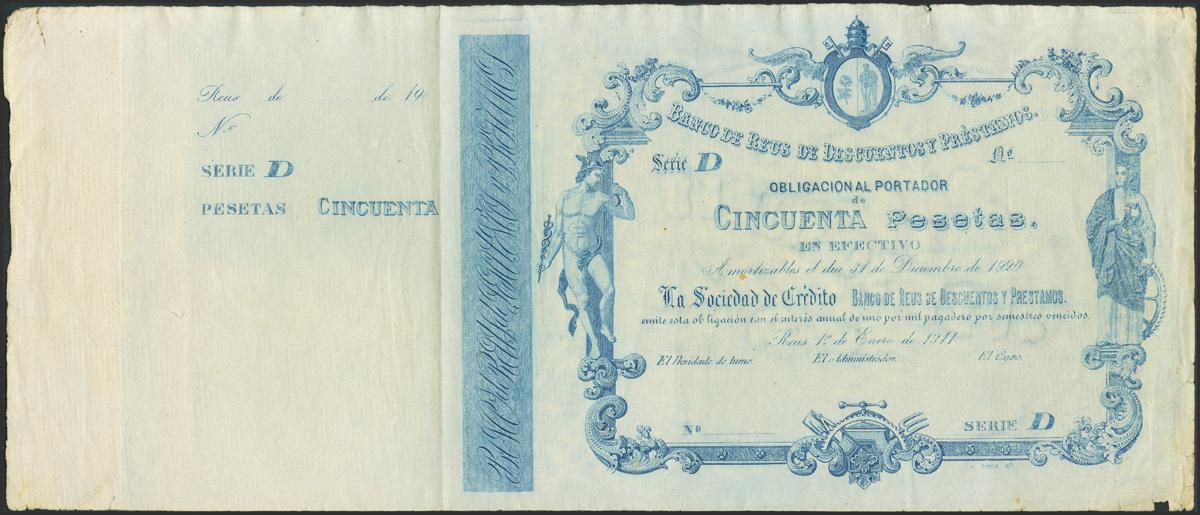 Reus de de 19
Nº
SERIE D
PESETAS CINCUENTA
BANCO DE REUS DE DESCUENTOS Y PRÉSTAMOS.
Serie D Nº
OBLIGACION AL PORTADOR
de
CINCUENTA Pesetas.
EN EFECTIVO
Amortizables el dia 31 de Diciembre de 1929
La Sociedad de Crédito BANCO DE REUS DE DESCUENTOS Y PRESTAMOS.
emite esta obligación con el interés anual de uno por mil pagadero por semestres vencidos.
Reus 1º de Enero de 1911
El Presidente de turno. El Administrador. El Cajero.
Nº SERIE D